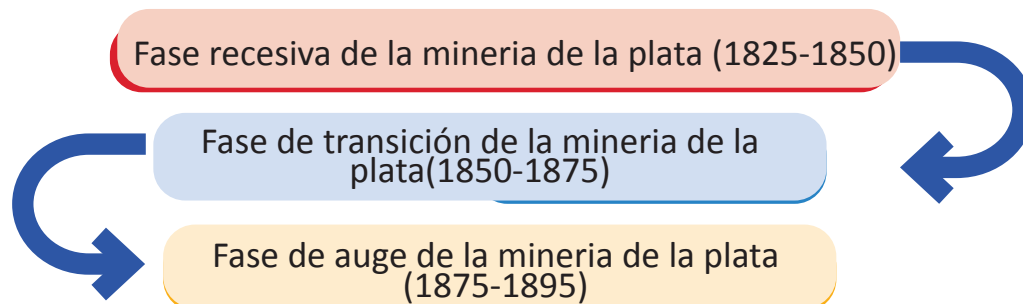 Fase recesiva de la mineria de la plata (1825-1850)
Fase de transición de la mineria de la
plata(1850-1875)
Fase de auge de la mineria de la plata
(1875-1895)